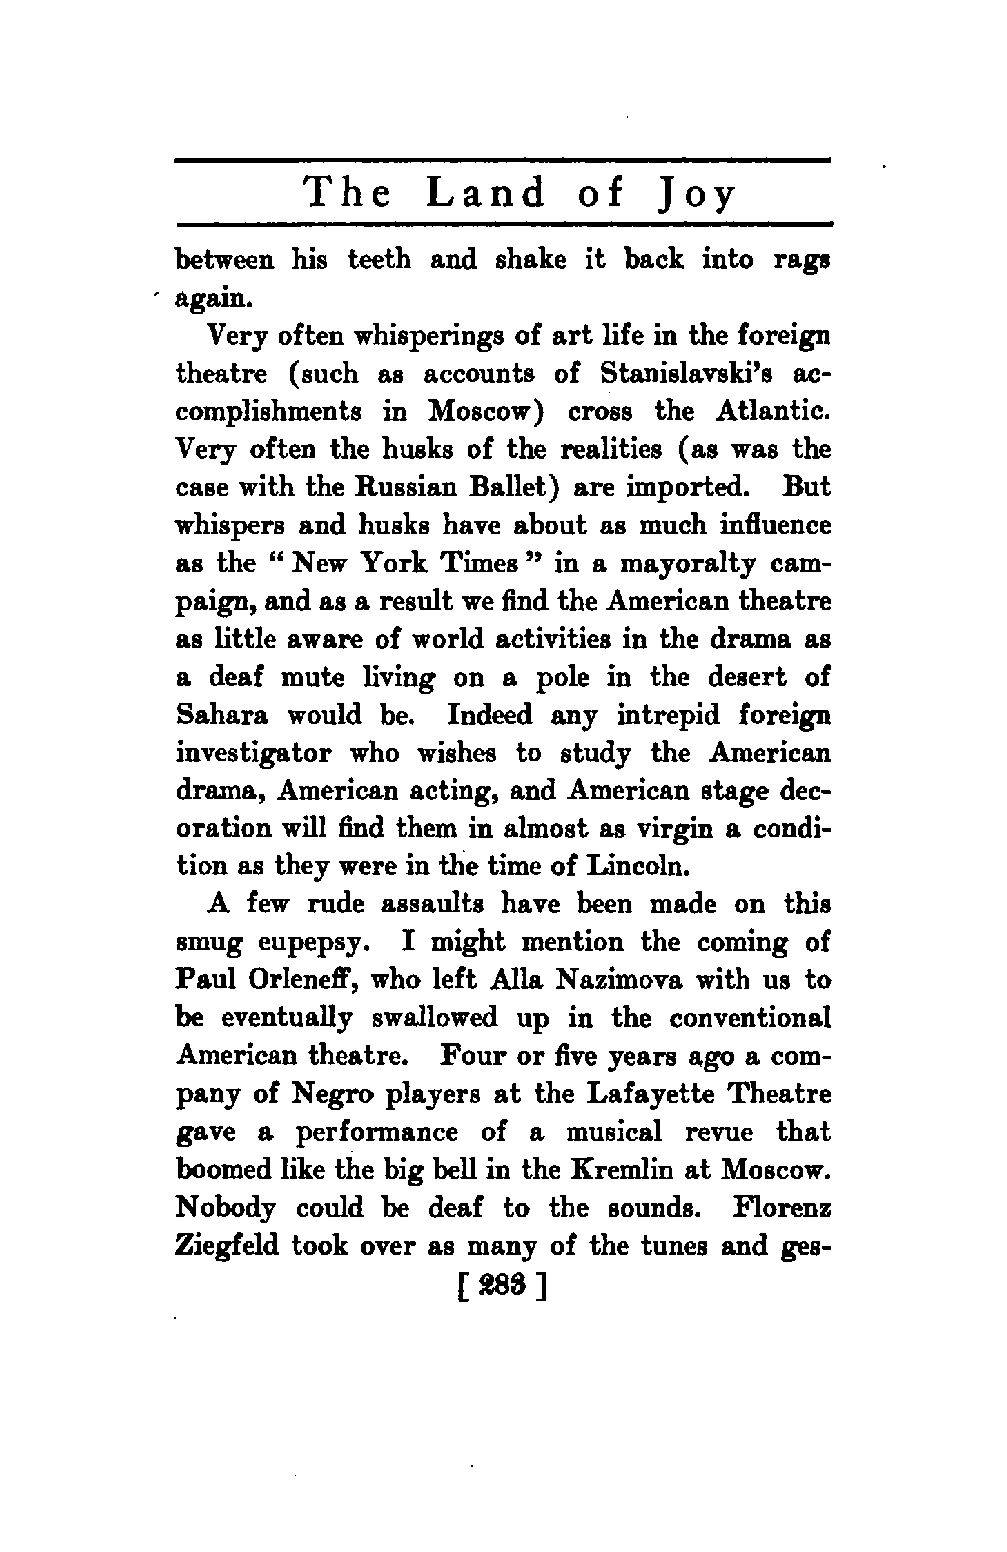 The Land of Joy
between his teeth and shake it back into rags
again.
Very often whisperings of art life in the foreign
theatre (such as accounts of Stanislavski's ac-
complishments in Moscow) cross the Atlantic.
Very often the husks of the realities (as was the
case with the Russian Ballet) are imported. But
whispers and husks have about as much influence
as the “ New York Times ” in a mayoralty cam-
paign, and as a result we find the American theatre
as little aware of world activities in the drama as
a deaf mute living on a pole in the desert of
Sahara would be. Indeed any intrepid foreign
investigator who wishes to study the American
drama, American acting, and American stage dec-
oration will find them in almost as virgin a condi-
tion as they were in the time of Lincoln.
A few rude assaults have been made on this
smug eupepsy. I might mention the coming of
Paul Orleneff, who left Alla Nazimova with us to
be eventually swallowed up in the conventional
American theatre. Four or five years ago a com-
pany of Negro players at the Lafayette Theatre
gave a performance of a musical revue that
boomed like the big bell in the Kremlin at Moscow.
Nobody could be deaf to the sounds. Florenz
Ziegfeld took over as many of the tunes and ges-
[ 283 ]